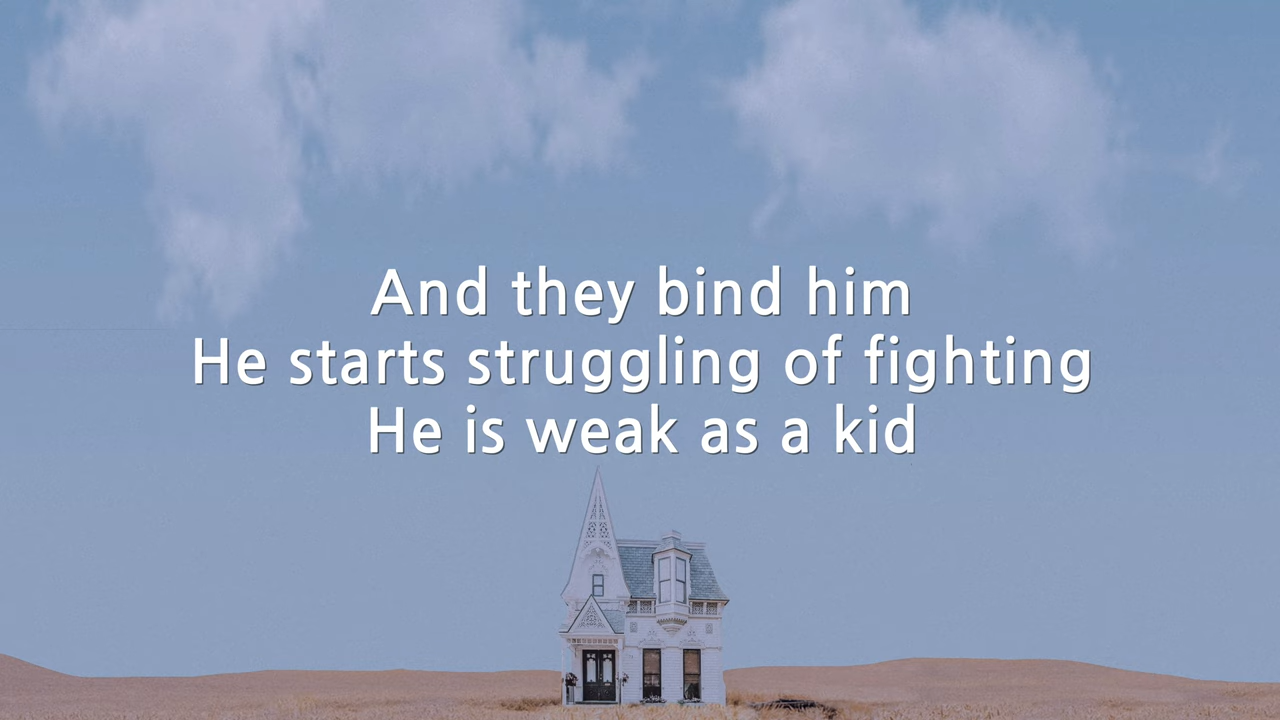 And they bind him
He starts struggling of fighting
He is weak as a kid